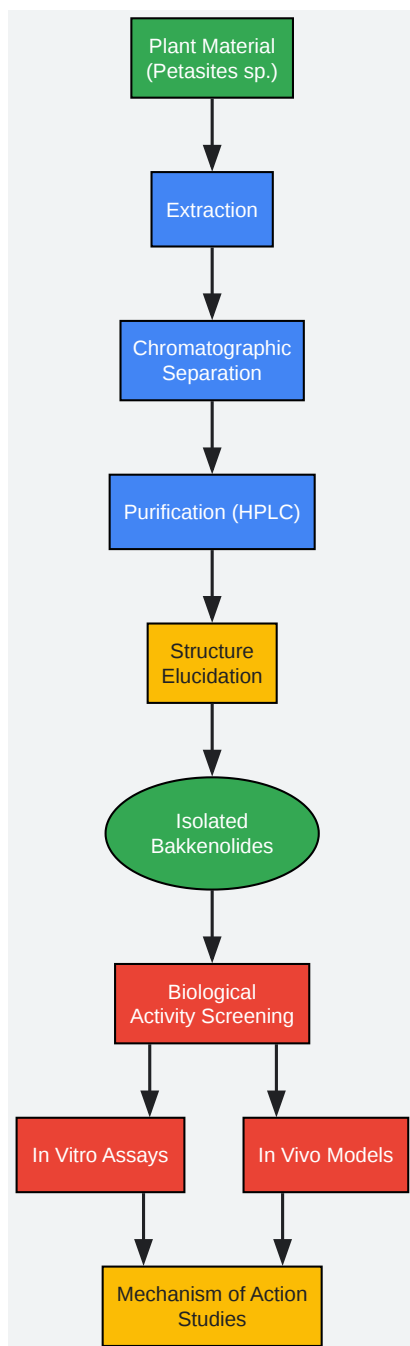 Plant Material
(Petasites sp.)
Extraction
Chromatographic
Separation
Purification (HPLC)
Structure
Elucidation
Isolated
Bakkenolides
Biological
Activity Screening
In Vitro Assays
In Vivo Models
Mechanism of Action
Studies